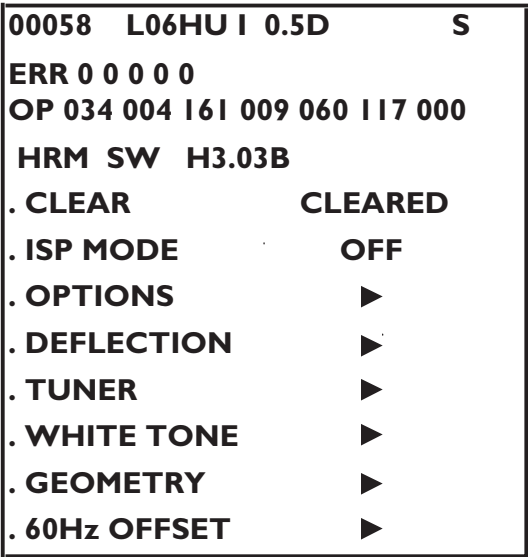 00058 L06HU1 0.5D S
ERR 0 0 0 0 0
OP 034 004 161 009 060 117 000
HRM SW H3.03B
. CLEAR CLEARED
. ISP MODE OFF
. OPTIONS ▶
. DEFLECTION ▶
. TUNER ▶
. WHITE TONE ▶
. GEOMETRY ▶
. 60Hz OFFSET ▶